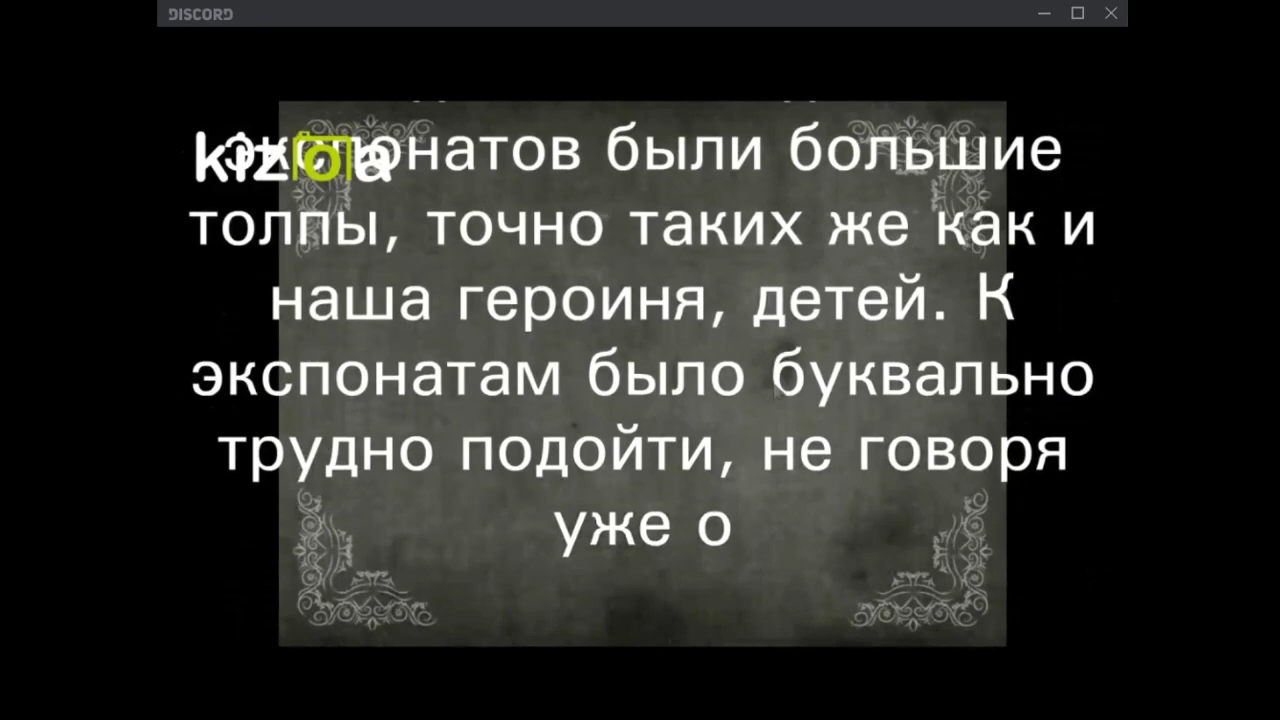 DISCORD
экспонатов были большие
kizoa
толпы, точно таких же как и
наша героиня, детей. К
экспонатам было буквально
трудно подойти, не говоря
уже о